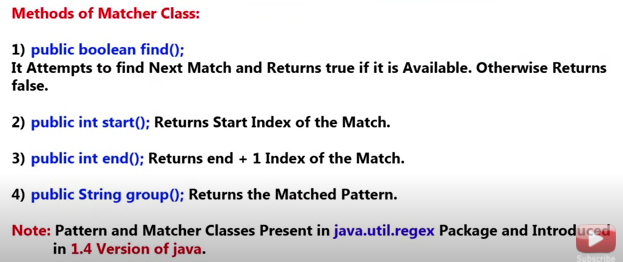 Methods of Matcher Class:
1) public boolean find();
It Attempts to find Next Match and Returns true if it is Available. Otherwise Returns
false.
2) public int start(); Returns Start Index of the Match.
3) public int end(); Returns end + 1 Index of the Match.
4) public String group(); Returns the Matched Pattern.
Note: Pattern and Matcher Classes Present in java.util.regex Package and Introduced
in 1.4 Version of java.
Subscribe